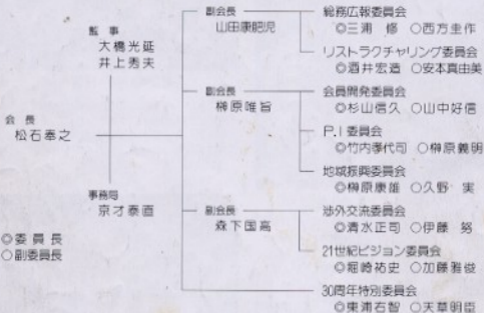 監事
大橋光延
井上秀夫
会長
松石奉之
事務局
京才泰直
◎委員長
○副委員長
副会長
山田康肥児
総務広報委員会
◎三浦 修 ○西方圭作
リストラクチャリング委員会
◎酒井宏造 ○安本真由美
副会長
榊原唯旨
会員開発委員会
◎杉山信久 ○山中好信
P.I委員会
◎竹内孝代司 ○榊原義明
地域振興委員会
◎榊原康雄 ○久野 実
副会長
森下国高
渉外交流委員会
◎清水正司 ○伊藤 努
21世紀ビジョン委員会
◎堀崎祐史 ○加藤雅俊
30周年特別委員会
◎東浦右智 ○天草明臣